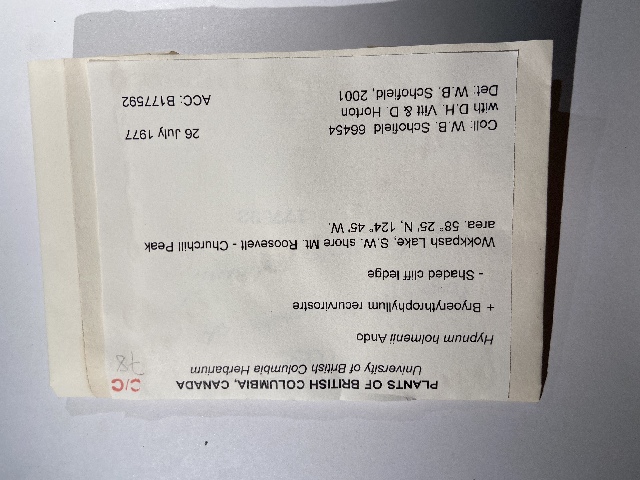 PLANTS OF BRITISH COLUMBIA, CANADA
University of British Columbia Herbarium
C/C
78
Hypnum holmenii Ando
+ Bryoerythrophyllum recurvirostre
- Shaded cliff ledge
Wokkpash Lake, S.W. shore Mt. Roosevelt - Churchill Peak
area. 58° 25' N, 124° 45' W.
Coll: W.B. Schofield 66454 26 July 1977
with D.H. Vitt & D. Horton
Det: W.B. Schofield, 2001 ACC: B177592